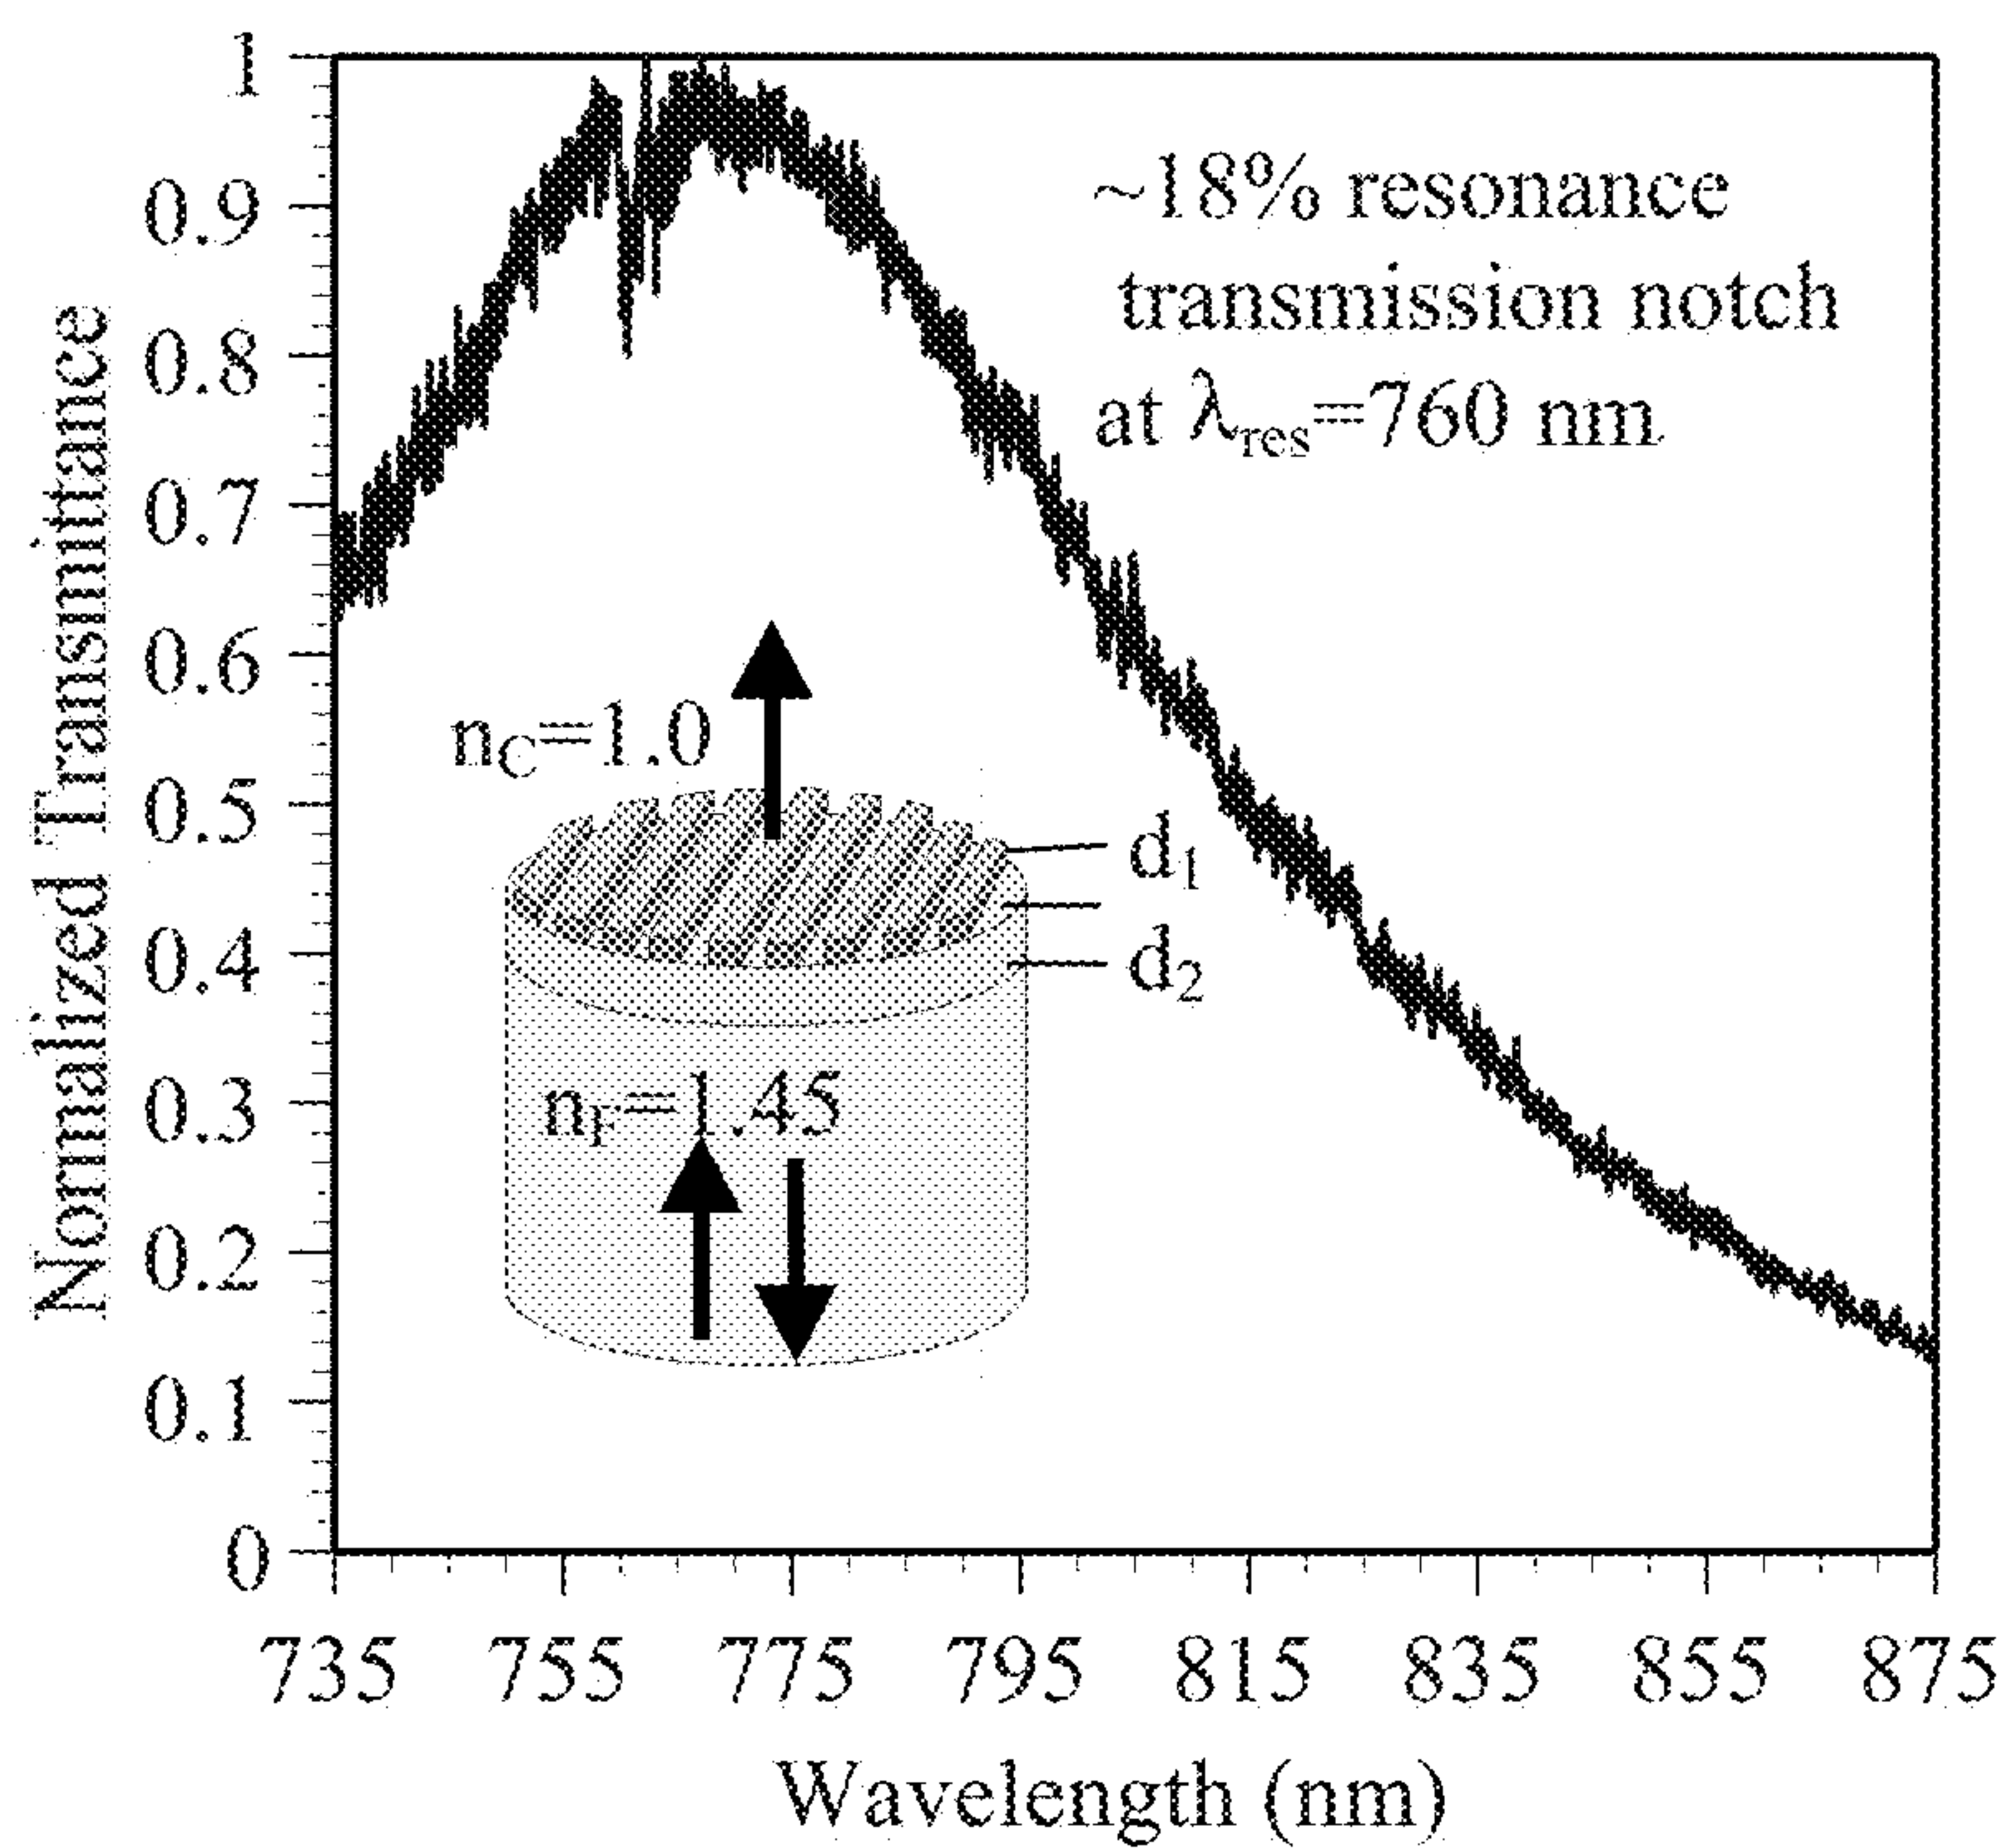 Normalized Transmittance
1
0.9
0.8
0.7
0.6
0.5
0.4
0.3
0.2
0.1
0
~18% resonance
transmission notch
at λres=760 nm
nC=1.0
d1
d2
nF=1.45
735 755 775 795 815 835 855 875
Wavelength (nm)